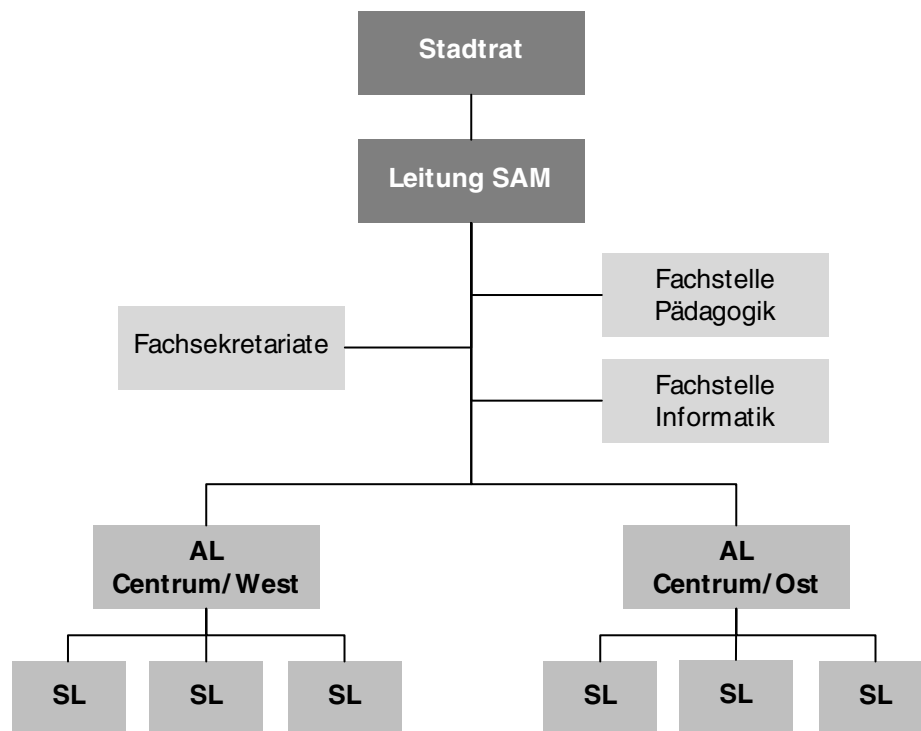 Stadtrat
Leitung SAM
Fachstelle
Pädagogik
Fachsekretariate
Fachstelle
Informatik
AL
Centrum/West
AL
Centrum/Ost
SL
SL
SL
SL
SL
SL